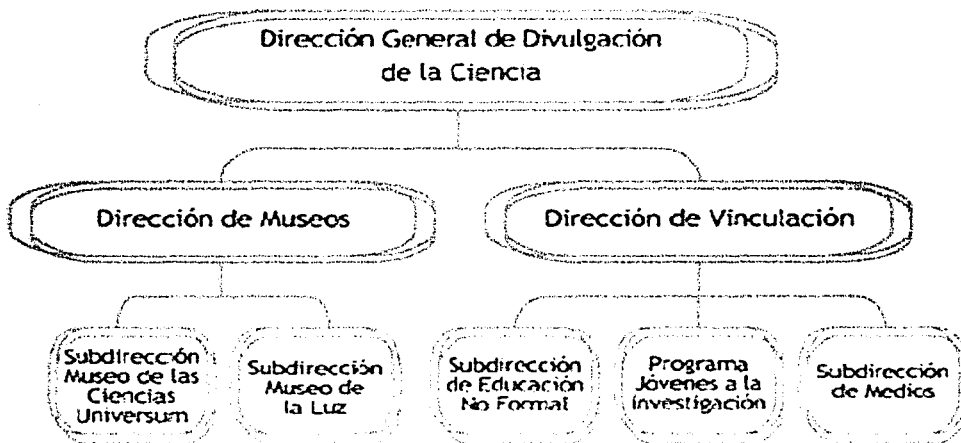 Dirección General de Divulgación
de la Ciencia
Dirección de Museos
Dirección de Vinculación
Subdirección
Museo de las
Ciencias
Universum
Subdirección
Museo de
la Luz
Subdirección
de Educación
No Formal
Programa
Jóvenes a la
Investigación
Subdirección
de Medios